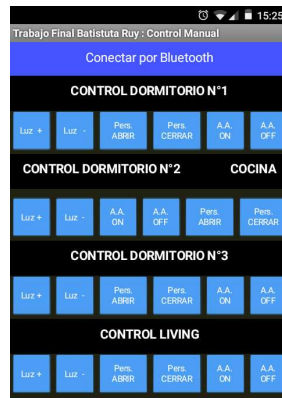 15:25
Trabajo Final Batistuta Ruy : Control Manual
Conectar por Bluetooth
CONTROL DORMITORIO N°1
Luz + Luz - Pers. ABRIR Pers. CERRAR A.A. ON A.A. OFF
CONTROL DORMITORIO N°2 COCINA
Luz + Luz - A.A. ON A.A. OFF Pers. ABRIR Pers. CERRAR
CONTROL DORMITORIO N°3
Luz + Luz - Pers. ABRIR Pers. CERRAR A.A. ON A.A. OFF
CONTROL LIVING
Luz + Luz - Pers. ABRIR Pers. CERRAR A.A. ON A.A. OFF